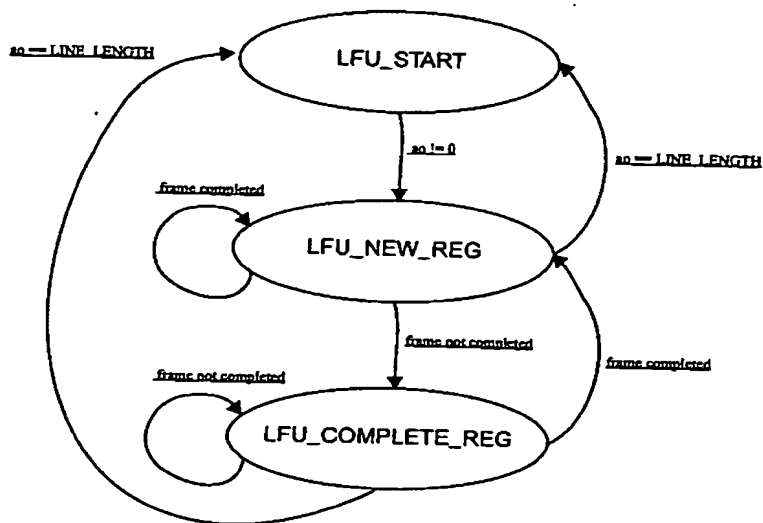 ao == LINE_LENGTH
LFU_START
ao != 0
ao == LINE_LENGTH
frame completed
LFU_NEW_REG
frame not completed
frame completed
frame not completed
LFU_COMPLETE_REG